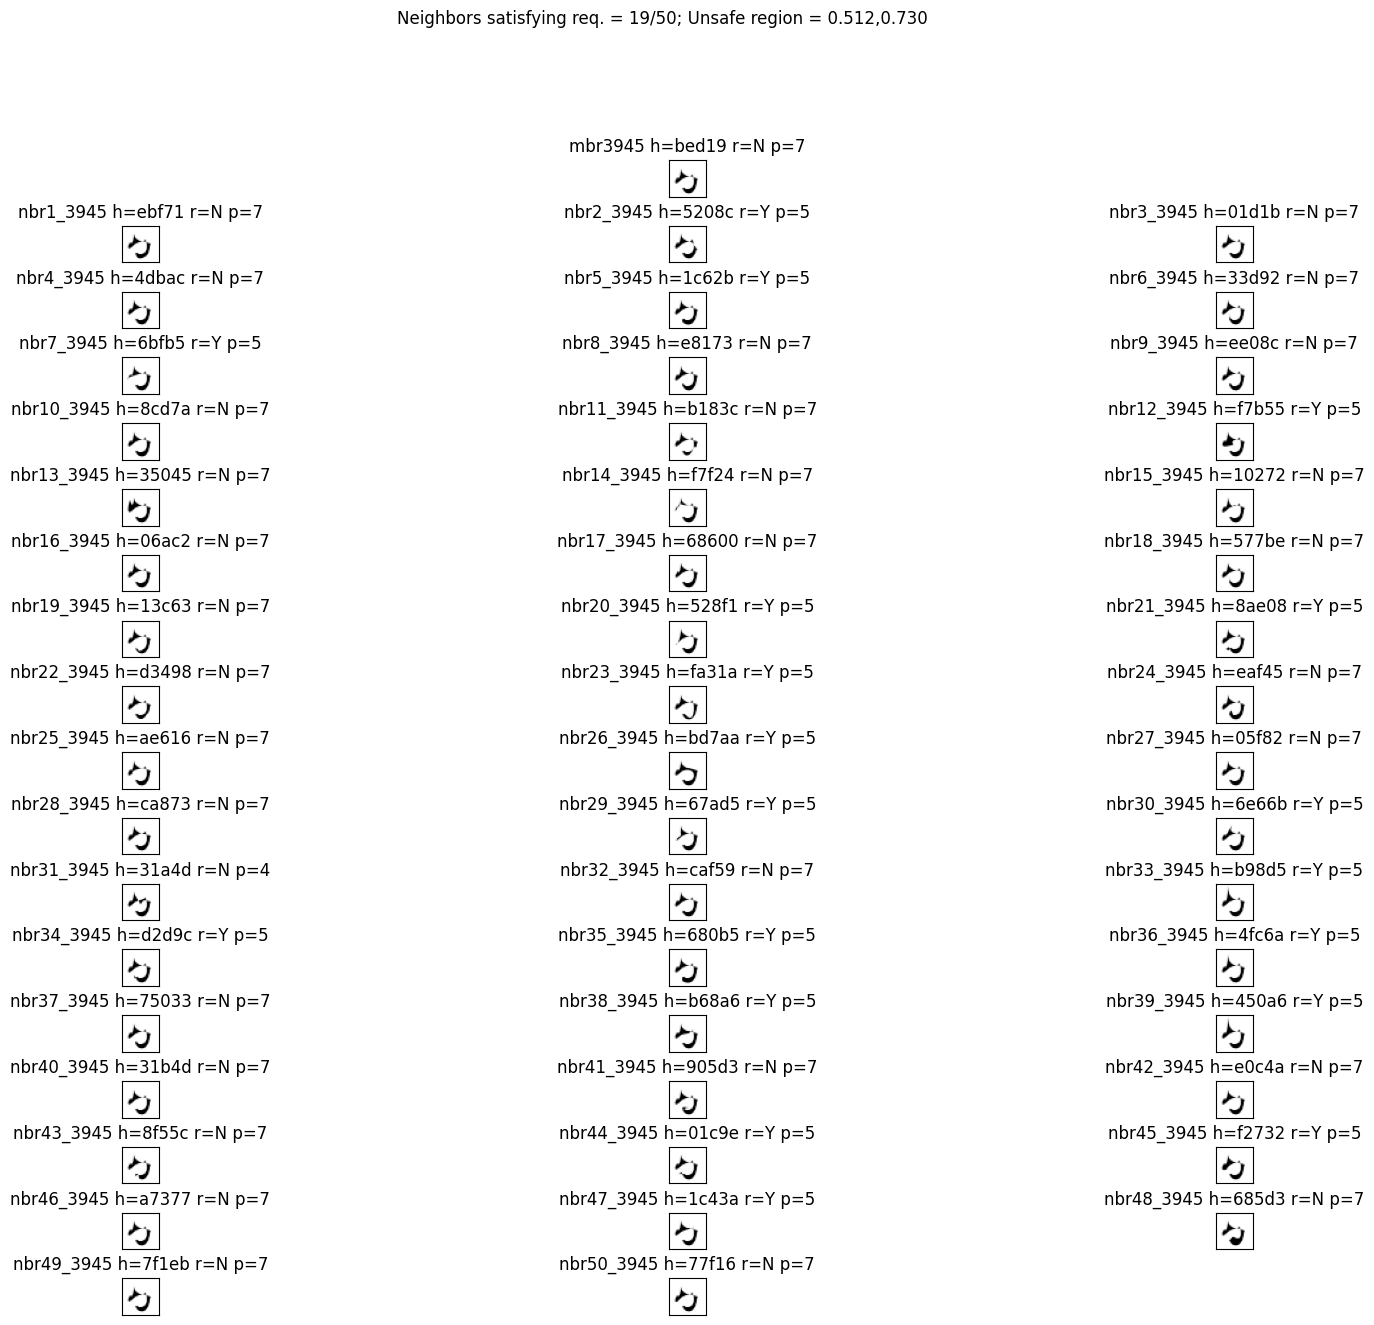 Neighbors satisfying req. = 19/50; Unsafe region = 0.512,0.730
mbr3945 h=bed19 r=N p=7
nbr1_3945 h=ebf71 r=N p=7 nbr2_3945 h=5208c r=Y p=5 nbr3_3945 h=01d1b r=N p=7
nbr4_3945 h=4dbac r=N p=7 nbr5_3945 h=1c62b r=Y p=5 nbr6_3945 h=33d92 r=N p=7
nbr7_3945 h=6bfb5 r=Y p=5 nbr8_3945 h=e8173 r=N p=7 nbr9_3945 h=ee08c r=N p=7
nbr10_3945 h=8cd7a r=N p=7 nbr11_3945 h=b183c r=N p=7 nbr12_3945 h=f7b55 r=Y p=5
nbr13_3945 h=35045 r=N p=7 nbr14_3945 h=f7f24 r=N p=7 nbr15_3945 h=10272 r=N p=7
nbr16_3945 h=06ac2 r=N p=7 nbr17_3945 h=68600 r=N p=7 nbr18_3945 h=577be r=N p=7
nbr19_3945 h=13c63 r=N p=7 nbr20_3945 h=528f1 r=Y p=5 nbr21_3945 h=8ae08 r=Y p=5
nbr22_3945 h=d3498 r=N p=7 nbr23_3945 h=fa31a r=Y p=5 nbr24_3945 h=eaf45 r=N p=7
nbr25_3945 h=ae616 r=N p=7 nbr26_3945 h=bd7aa r=Y p=5 nbr27_3945 h=05f82 r=N p=7
nbr28_3945 h=ca873 r=N p=7 nbr29_3945 h=67ad5 r=Y p=5 nbr30_3945 h=6e66b r=Y p=5
nbr31_3945 h=31a4d r=N p=4 nbr32_3945 h=caf59 r=N p=7 nbr33_3945 h=b98d5 r=Y p=5
nbr34_3945 h=d2d9c r=Y p=5 nbr35_3945 h=680b5 r=Y p=5 nbr36_3945 h=4fc6a r=Y p=5
nbr37_3945 h=75033 r=N p=7 nbr38_3945 h=b68a6 r=Y p=5 nbr39_3945 h=450a6 r=Y p=5
nbr40_3945 h=31b4d r=N p=7 nbr41_3945 h=905d3 r=N p=7 nbr42_3945 h=e0c4a r=N p=7
nbr43_3945 h=8f55c r=N p=7 nbr44_3945 h=01c9e r=Y p=5 nbr45_3945 h=f2732 r=Y p=5
nbr46_3945 h=a7377 r=N p=7 nbr47_3945 h=1c43a r=Y p=5 nbr48_3945 h=685d3 r=N p=7
nbr49_3945 h=7f1eb r=N p=7 nbr50_3945 h=77f16 r=N p=7